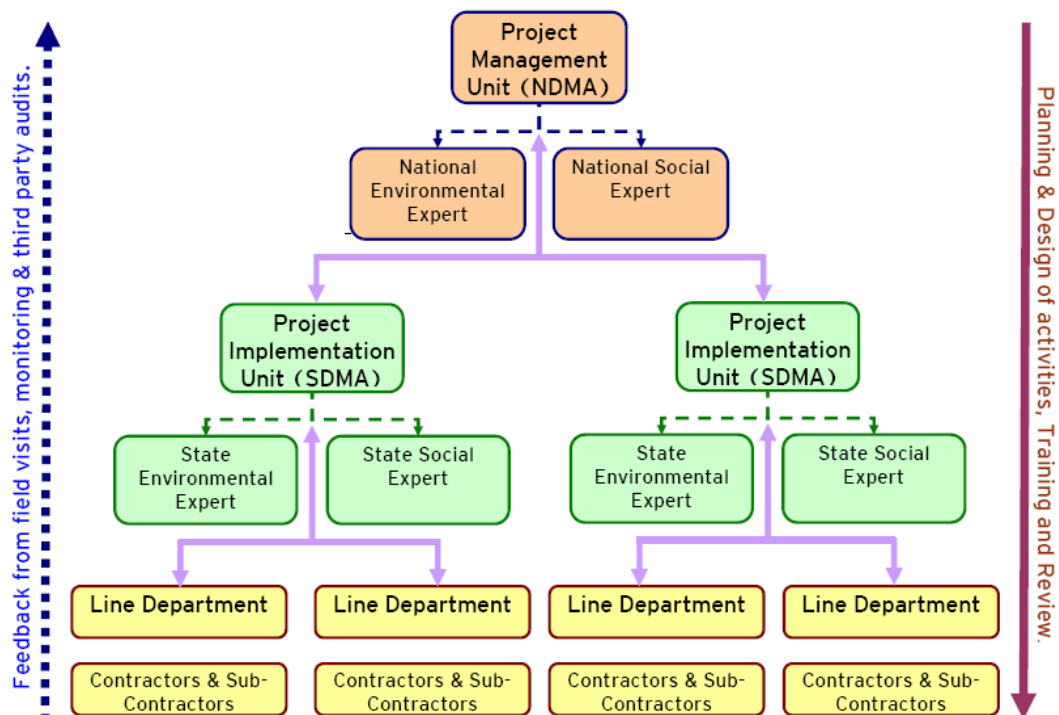 Project
Management
Unit (NDMA)
National
Environmental
Expert
National Social
Expert
Project
Implementation
Unit (SDMA)
Project
Implementation
Unit (SDMA)
State
Environmental
Expert
State Social
Expert
State
Environmental
Expert
State Social
Expert
Line Department
Line Department
Line Department
Line Department
Contractors & Sub-
Contractors
Contractors & Sub-
Contractors
Contractors & Sub-
Contractors
Contractors & Sub-
Contractors
Feedback from field visits, monitoring & third party audits.
Planning & Design of activities, Training and Review.